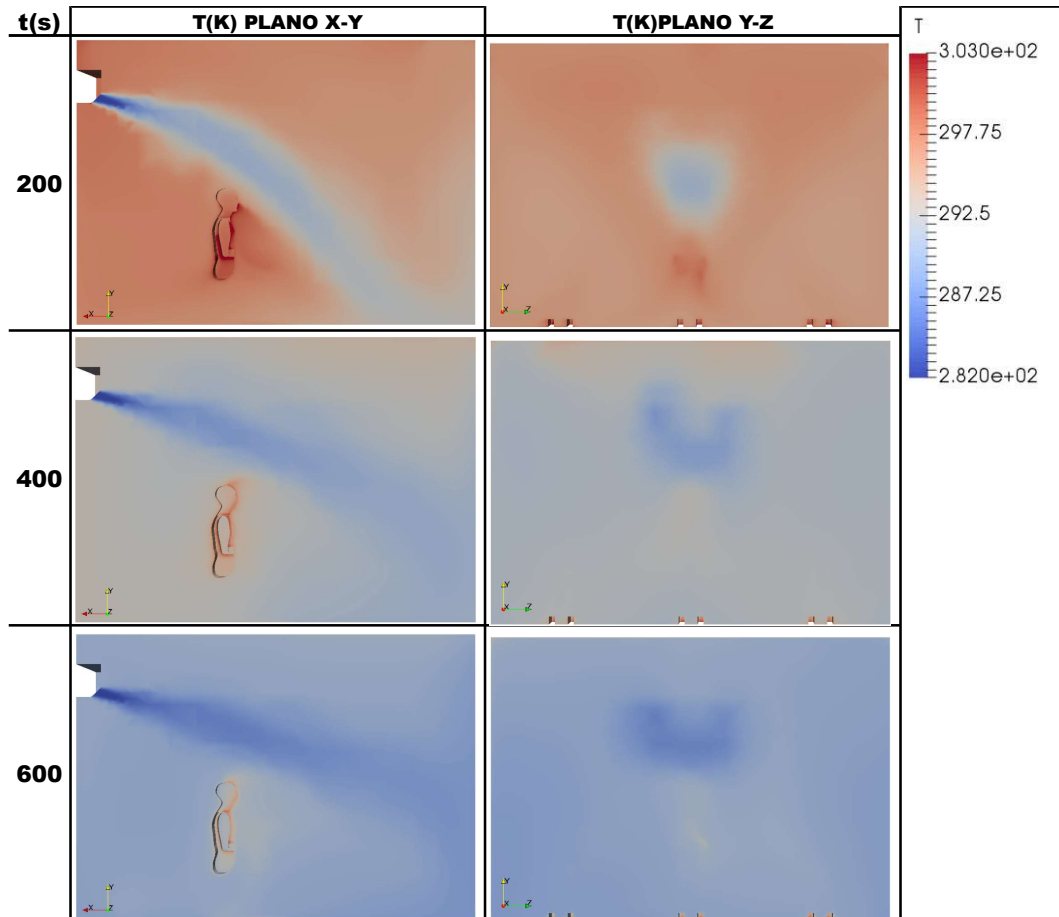 t(s) T(K) PLANO X-Y T(K)PLANO Y-Z
T
3.030e+02
297.75
292.5
287.25
2.820e+02
200
Y
X Z
Y
X Z
400
Y
X Z
Y
X Z
600
Y
X Z
Y
X Z